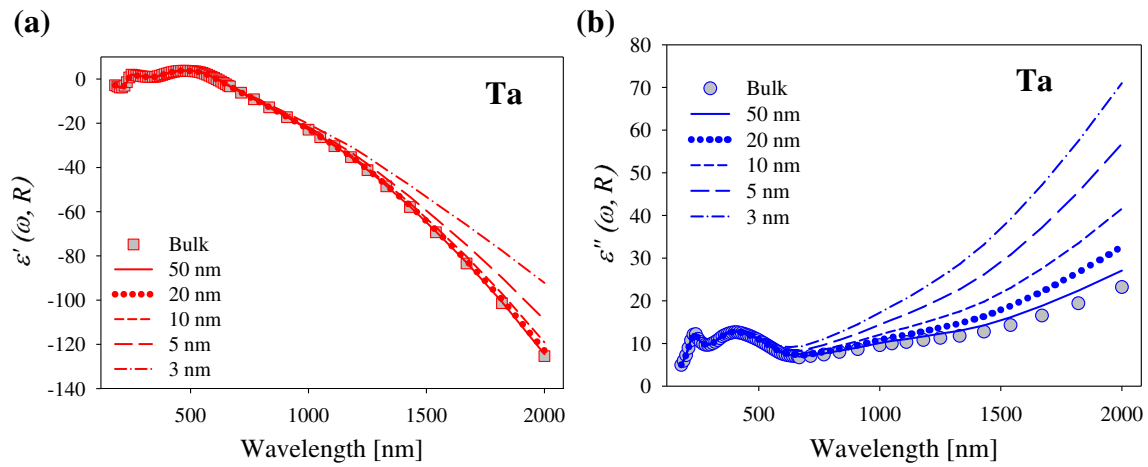 (a)
Ta
ε' (ω, R)
0
-20
-40
-60
-80
-100
-120
-140
Bulk
50 nm
20 nm
10 nm
5 nm
3 nm
500
1000
1500
2000
Wavelength [nm]
(b)
Ta
ε'' (ω, R)
80
70
60
50
40
30
20
10
0
Bulk
50 nm
20 nm
10 nm
5 nm
3 nm
500
1000
1500
2000
Wavelength [nm]